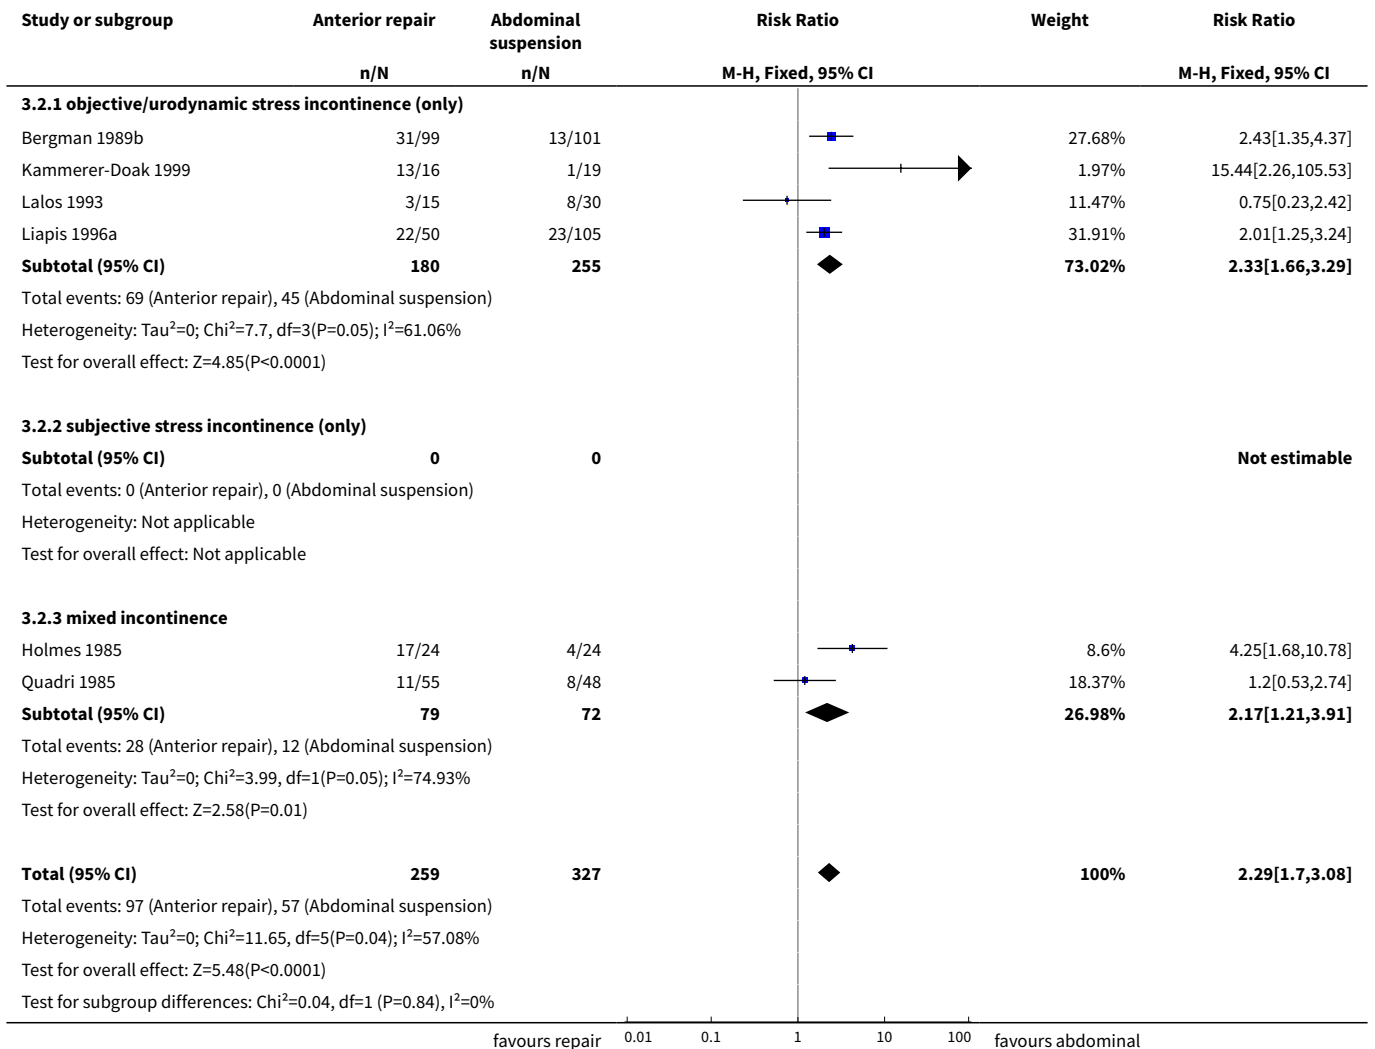 Study or subgroup Anterior repair Abdominal suspension Risk Ratio Weight Risk Ratio
n/N n/N M-H, Fixed, 95% CI M-H, Fixed, 95% CI
3.2.1 objective/urodynamic stress incontinence (only)
Bergman 1989b 31/99 13/101 27.68% 2.43[1.35,4.37]
Kammerer-Doak 1999 13/16 1/19 1.97% 15.44[2.26,105.53]
Lalos 1993 3/15 8/30 11.47% 0.75[0.23,2.42]
Liapis 1996a 22/50 23/105 31.91% 2.01[1.25,3.24]
Subtotal (95% CI) 180 255 73.02% 2.33[1.66,3.29]
Total events: 69 (Anterior repair), 45 (Abdominal suspension)
Heterogeneity: Tau²=0; Chi²=7.7, df=3(P=0.05); I²=61.06%
Test for overall effect: Z=4.85(P<0.0001)
3.2.2 subjective stress incontinence (only)
Subtotal (95% CI) 0 0 Not estimable
Total events: 0 (Anterior repair), 0 (Abdominal suspension)
Heterogeneity: Not applicable
Test for overall effect: Not applicable
3.2.3 mixed incontinence
Holmes 1985 17/24 4/24 8.6% 4.25[1.68,10.78]
Quadri 1985 11/55 8/48 18.37% 1.2[0.53,2.74]
Subtotal (95% CI) 79 72 26.98% 2.17[1.21,3.91]
Total events: 28 (Anterior repair), 12 (Abdominal suspension)
Heterogeneity: Tau²=0; Chi²=3.99, df=1(P=0.05); I²=74.93%
Test for overall effect: Z=2.58(P=0.01)
Total (95% CI) 259 327 100% 2.29[1.7,3.08]
Total events: 97 (Anterior repair), 57 (Abdominal suspension)
Heterogeneity: Tau²=0; Chi²=11.65, df=5(P=0.04); I²=57.08%
Test for overall effect: Z=5.48(P<0.0001)
Test for subgroup differences: Chi²=0.04, df=1 (P=0.84), I²=0%
favours repair 0.01 0.1 1 10 100 favours abdominal